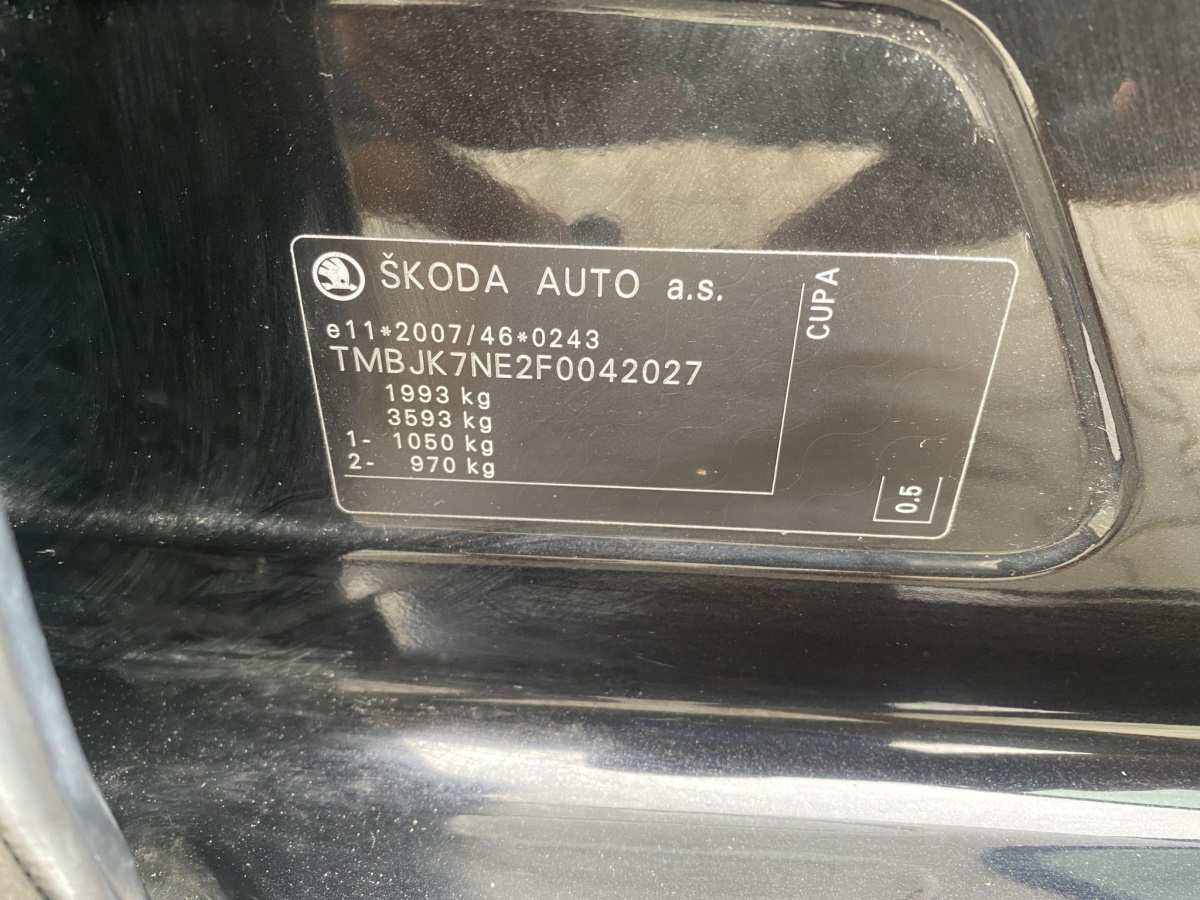 ŠKODA AUTO a.s.
e11*2007/46*0243
TMBJK7NE2F0042027
1993 kg
3593 kg
1- 1050 kg
2- 970 kg
CUPA
0.5